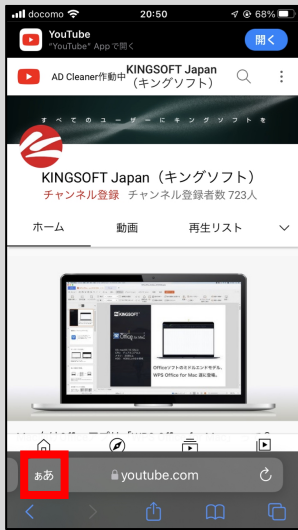 docomo 20:50 68%
YouTube
"YouTube" Appで開く
開く
AD Cleaner作動中
KINGSOFT Japan
（キングソフト）
すべてのユーザーにキングソフトを
KINGSOFT Japan（キングソフト）
チャンネル登録 チャンネル登録者数 723人
ホーム 動画 再生リスト
KINGSOFT
Officeソフトのミドルエンドモデル。
WPS Office for Mac 遂に登場。
ぁあ
youtube.com